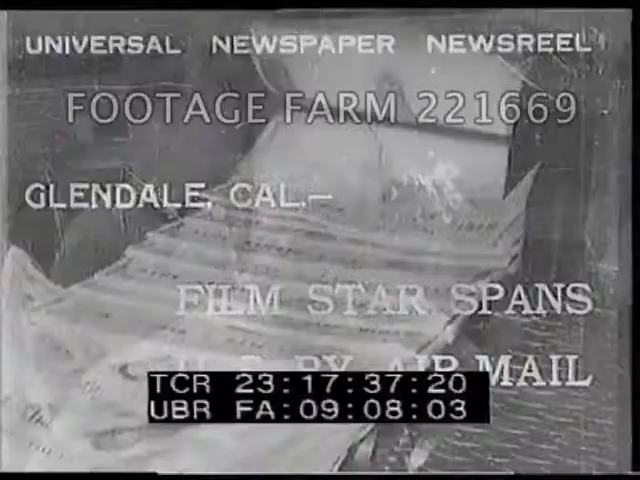 UNIVERSAL NEWSPAPER NEWSREEL
FOOTAGE FARM 221669
GLENDALE, CAL.—
FILM STAR SPANS
U.S. BY AIR MAIL
TCR 23:17:37:20
UBR FA:09:08:03